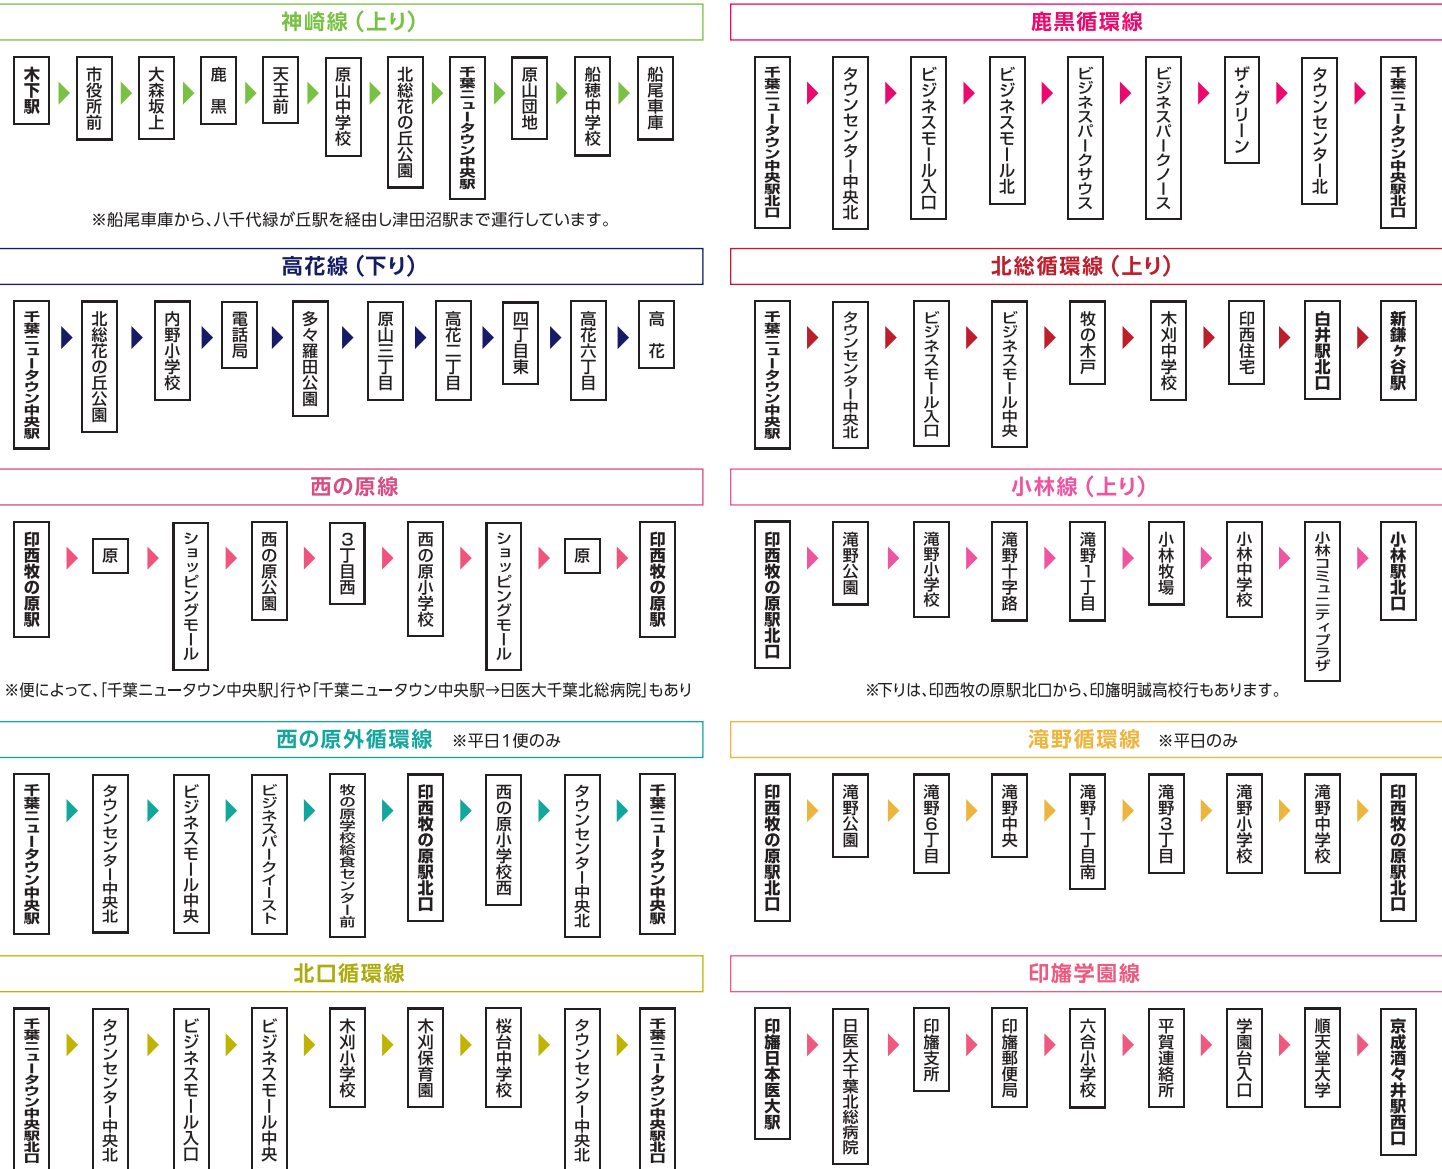 神崎線（上り）
木下駅
市役所前
大森坂上
鹿黒
天王前
原山中学校
北総花の丘公園
千葉ニュータウン中央駅
原山団地
船穂中学校
船尾車庫
※船尾車庫から、八千代緑が丘駅を経由し津田沼駅まで運行しています。
鹿黒循環線
千葉ニュータウン中央駅北口
タウンセンター中央北
ビジネスモール入口
ビジネスモール北
ビジネスパークサウス
ビジネスパークノース
ザ・グリーン
タウンセンター北
千葉ニュータウン中央駅北口
高花線（下り）
千葉ニュータウン中央駅
北総花の丘公園
内野小学校
電話局
多々羅田公園
原山三丁目
高花二丁目
四丁目東
高花六丁目
高花
北総循環線（上り）
千葉ニュータウン中央駅
タウンセンター中央北
ビジネスモール入口
ビジネスモール中央
牧の木戸
木刈中学校
印西住宅
白井駅北口
新鎌ヶ谷駅
西の原線
印西牧の原駅
原
ショッピングモール
西の原公園
3丁目西
西の原小学校
ショッピングモール
原
印西牧の原駅
※便によって、「千葉ニュータウン中央駅」行や「千葉ニュータウン中央駅→日医大千葉北総病院」もあり
小林線（上り）
印西牧の原駅北口
滝野公園
滝野小学校
滝野十字路
滝野1丁目
小林牧場
小林中学校
小林コミュニティプラザ
小林駅北口
※下りは、印西牧の原駅北口から、印旛明誠高校行もあります。
西の原外循環線 ※平日1便のみ
千葉ニュータウン中央駅
タウンセンター中央北
ビジネスモール中央
ビジネスパークイースト
牧の原学校給食センター前
印西牧の原駅北口
西の原小学校西
タウンセンター中央北
千葉ニュータウン中央駅
滝野循環線 ※平日のみ
印西牧の原駅北口
滝野公園
滝野6丁目
滝野中央
滝野1丁目南
滝野3丁目
滝野小学校
滝野中学校
印西牧の原駅北口
北口循環線
千葉ニュータウン中央駅北口
タウンセンター中央北
ビジネスモール入口
ビジネスモール中央
木刈小学校
木刈保育園
桜台中学校
タウンセンター中央北
千葉ニュータウン中央駅北口
印旛学園線
印旛日本医大駅
日医大千葉北総病院
印旛支所
印旛郵便局
六合小学校
平賀連絡所
学園台入口
順天堂大学
京成酒々井駅西口